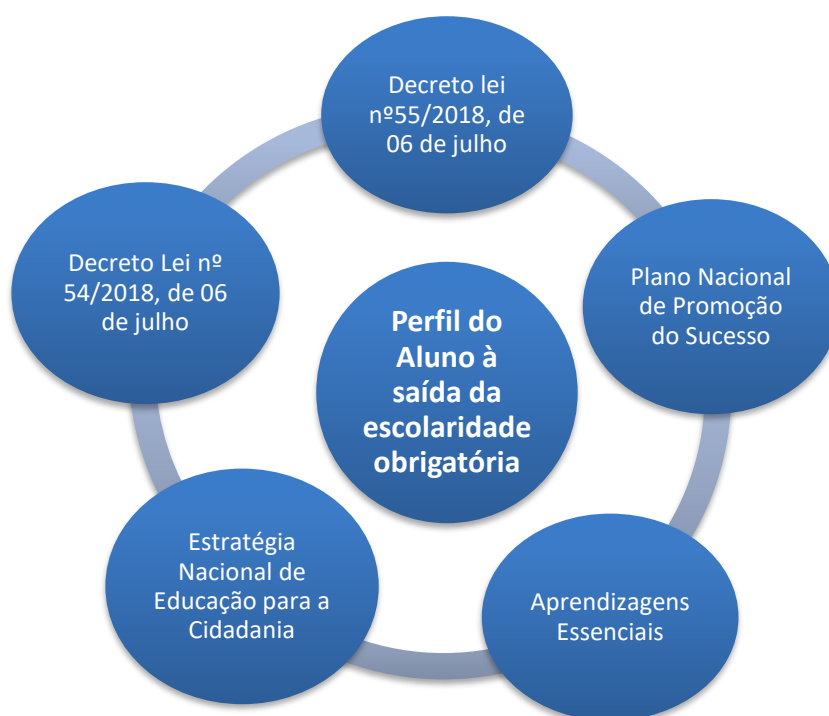 Decreto lei
nº55/2018, de
06 de julho
Plano Nacional
de Promoção
do Sucesso
Aprendizagens
Essenciais
Estratégia
Nacional de
Educação para a
Cidadania
Decreto Lei nº
54/2018, de 06
de julho
Perfil do
Aluno à
saída da
escolaridade
obrigatória